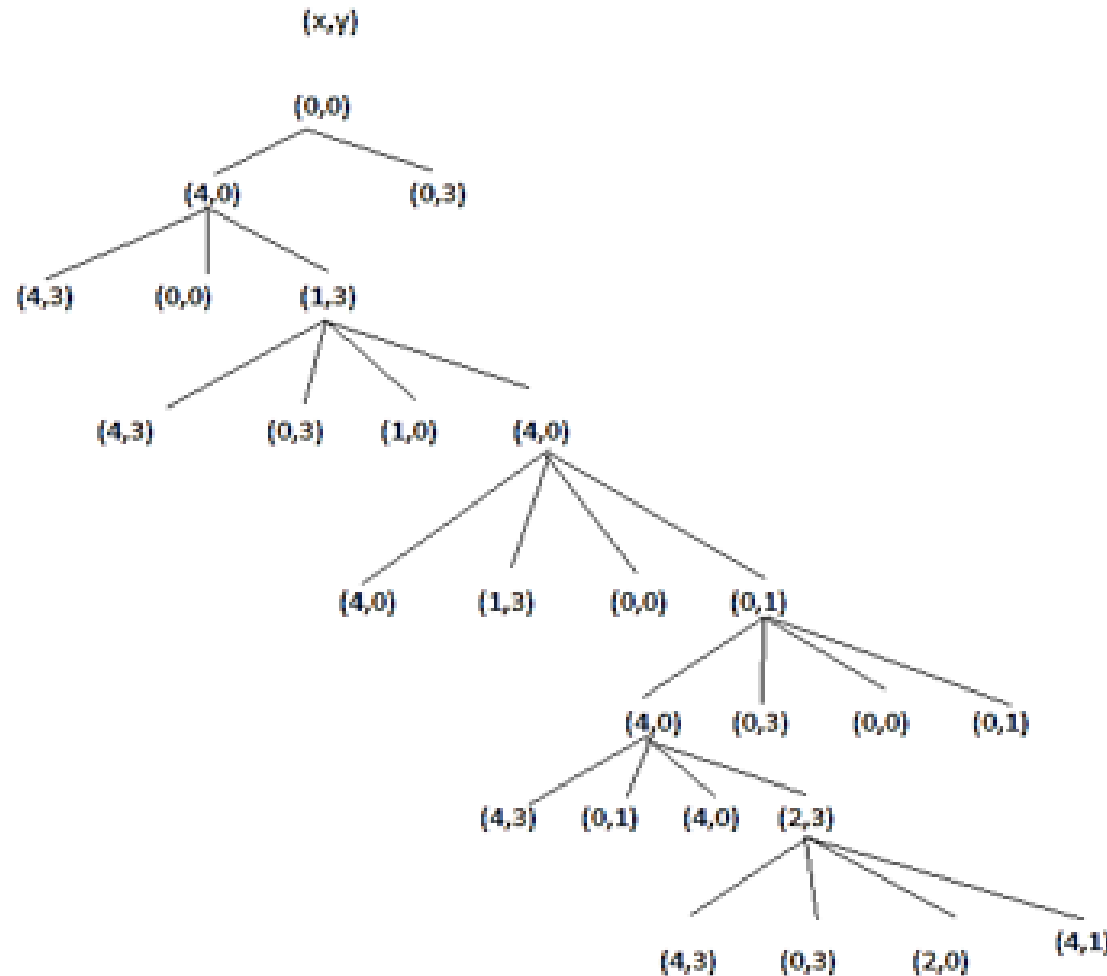 (x,y)
(0,0)
(4,0) (0,3)
(4,3) (0,0) (1,3)
(4,3) (0,3) (1,0) (4,0)
(4,0) (1,3) (0,0) (0,1)
(4,0) (0,3) (0,0) (0,1)
(4,3) (0,1) (4,0) (2,3)
(4,3) (0,3) (2,0) (4,1)